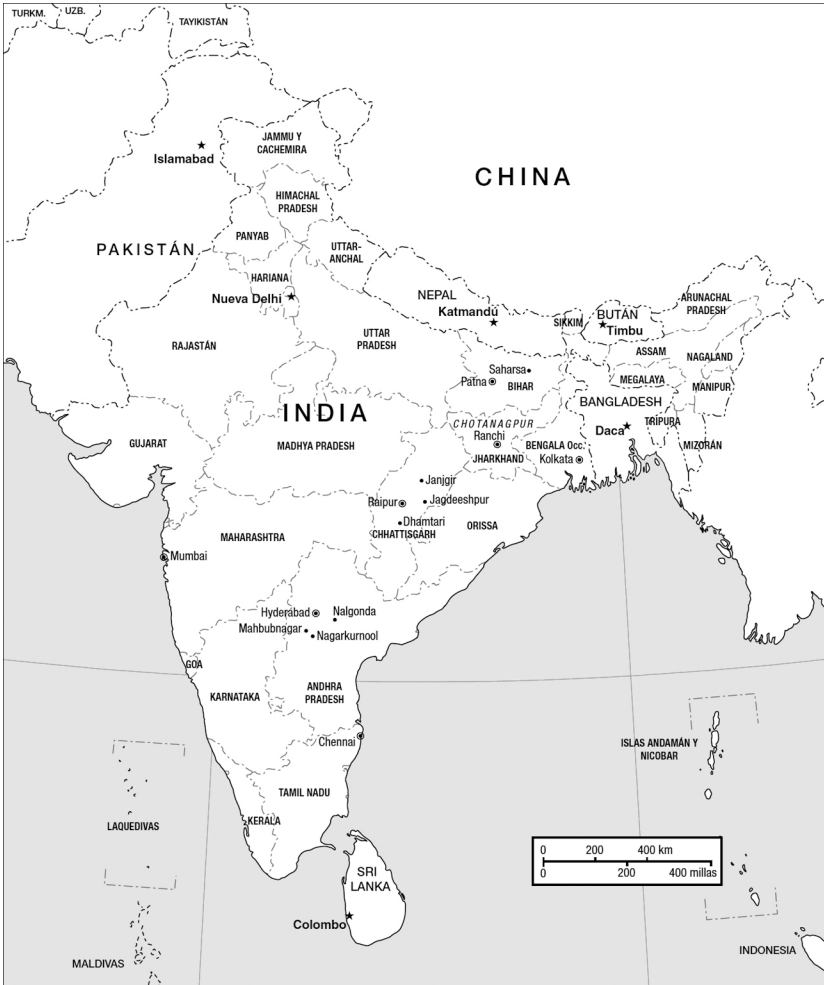 TURKM.
UZB.
TAYIKISTÁN
JAMMU Y
CACHEMIRA
Islamabad
CHINA
HIMACHAL
PRADESH
PANYAB
PAKISTÁN
UTTAR-
ANCHAL
HARIANA
Nueva Delhi
NEPAL
Katmandú
SIKKIM
BUTÁN
Timbu
ARUNACHAL
PRADESH
RAJASTÁN
UTTAR
PRADESH
ASSAM
NAGALAND
Saharsa
Patna
BIHAR
MEGALAYA
MANIPUR
BANGLADESH
INDIA
CHOTANAGPUR
Daca
TRÍPURA
Ranchi
GUJARAT
MADHYA PRADESH
BENGALA Occ.
MIZORÁN
JHARKHAND
Kolkata
Janjgir
Raipur
Jagdeeshpur
Dhamtari
ORISSA
CHHATTISGARH
MAHARASHTRA
Mumbai
Hyderabad
Nalgonda
Mahbubnagar
Nagarkurnool
GOA
KARNATAKA
ANDHRA
PRADESH
Chennai
ISLAS ANDAMÁN Y
NICOBAR
TAMIL NADU
KERALA
LAQUEDIVAS
0 200 400 km
0 200 400 millas
SRI
LANKA
Colombo
MALDIVAS
INDONESIA